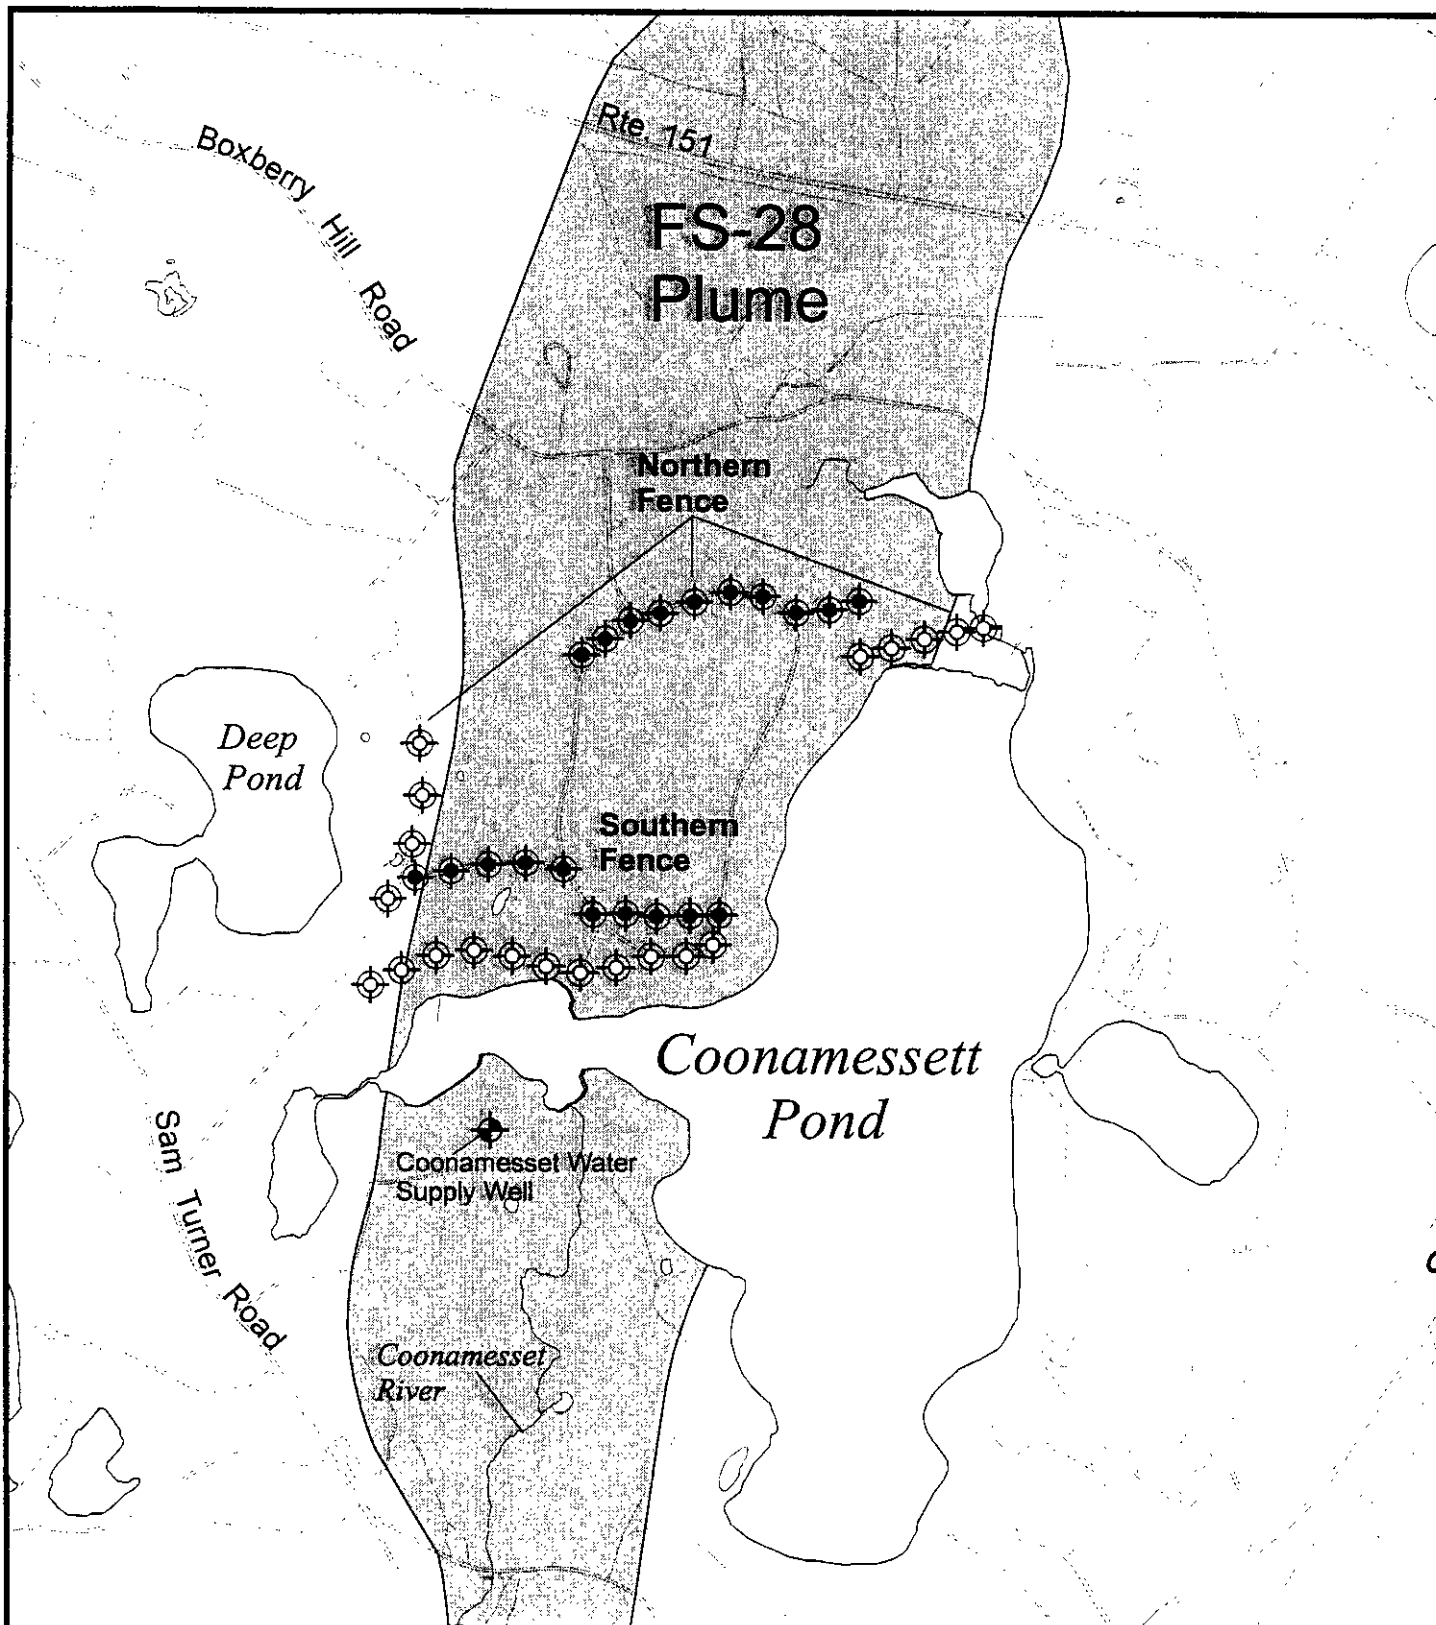 Rte. 151
Boxberry Hill Road
FS-28
Plume
Northern
Fence
Deep
Pond
Southern
Fence
Coonamessett
Pond
Sam Turner Road
Coonamesset Water
Supply Well
Coonamesset
River